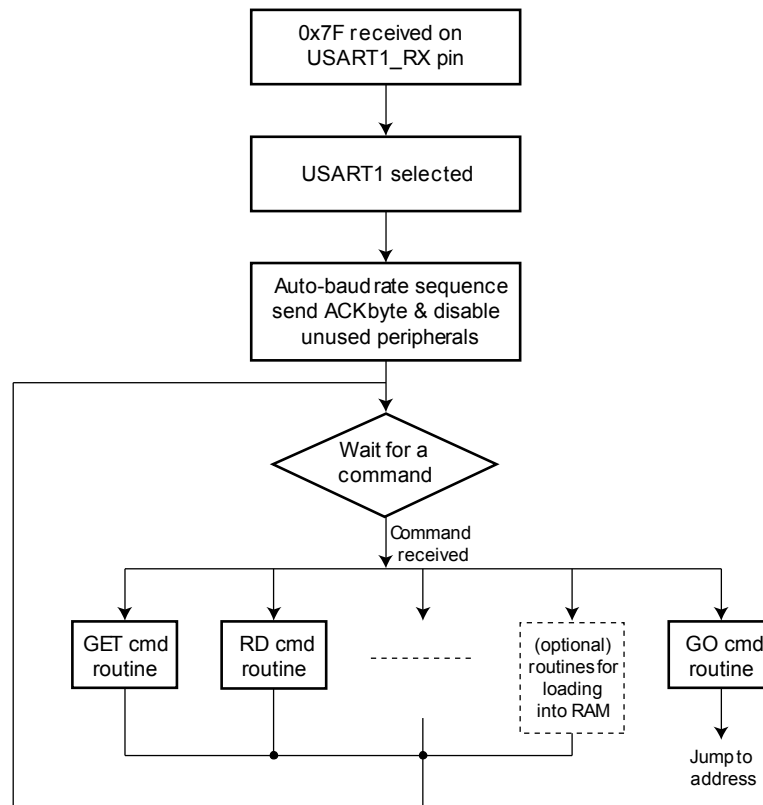 0x7F received on
USART1_RX pin
USART1 selected
Auto-baud rate sequence
send ACK byte & disable
unused peripherals
Wait for a
command
Command
received
GET cmd
routine
RD cmd
routine
(optional)
routines for
loading
into RAM
GO cmd
routine
Jump to
address